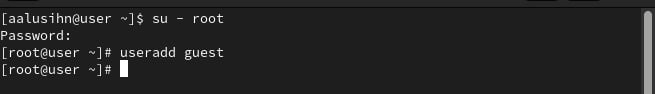 [aalusihn@user ~]$ su - root
Password:
[root@user ~]# useradd guest
[root@user ~]#